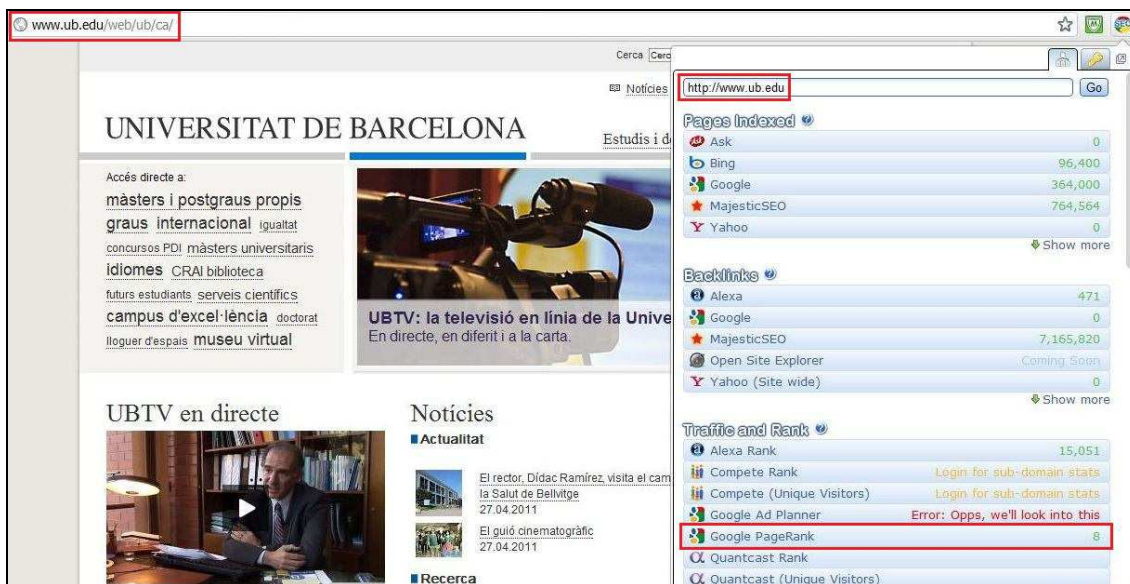 www.ub.edu/web/ub/ca/
Cerca Cerc
Notícies
UNIVERSITAT DE BARCELONA
Estudis i d
Accés directe a:
màsters i postgraus propis
graus internacional igualtat
concursos PDI màsters universitaris
idiomes CRAI biblioteca
futurs estudiants serveis científics
campus d'excel·lència doctorat
lloguer d'espais museu virtual
UBTV: la televisió en línia de la Unive
En directe, en diferit i a la carta.
UBTV en directe
Notícies
Actualitat
El rector, Dídac Ramírez, visita el cam
la Salut de Bellvitge
27.04.2011
El guió cinematogràfic
27.04.2011
Recerca
http://www.ub.edu Go
Pages Indexed
Ask 0
Bing 96,400
Google 364,000
MajesticSEO 764,564
Yahoo 0
Show more
Backlinks
Alexa 471
Google 0
MajesticSEO 7,165,820
Open Site Explorer Coming Soon
Yahoo (Site wide) 0
Show more
Traffic and Rank
Alexa Rank 15,051
Compete Rank Login for sub-domain stats
Compete (Unique Visitors) Login for sub-domain stats
Google Ad Planner Error: Opps, we'll look into this
Google PageRank 8
Quantcast Rank
Quantcast (Unique Visitors)